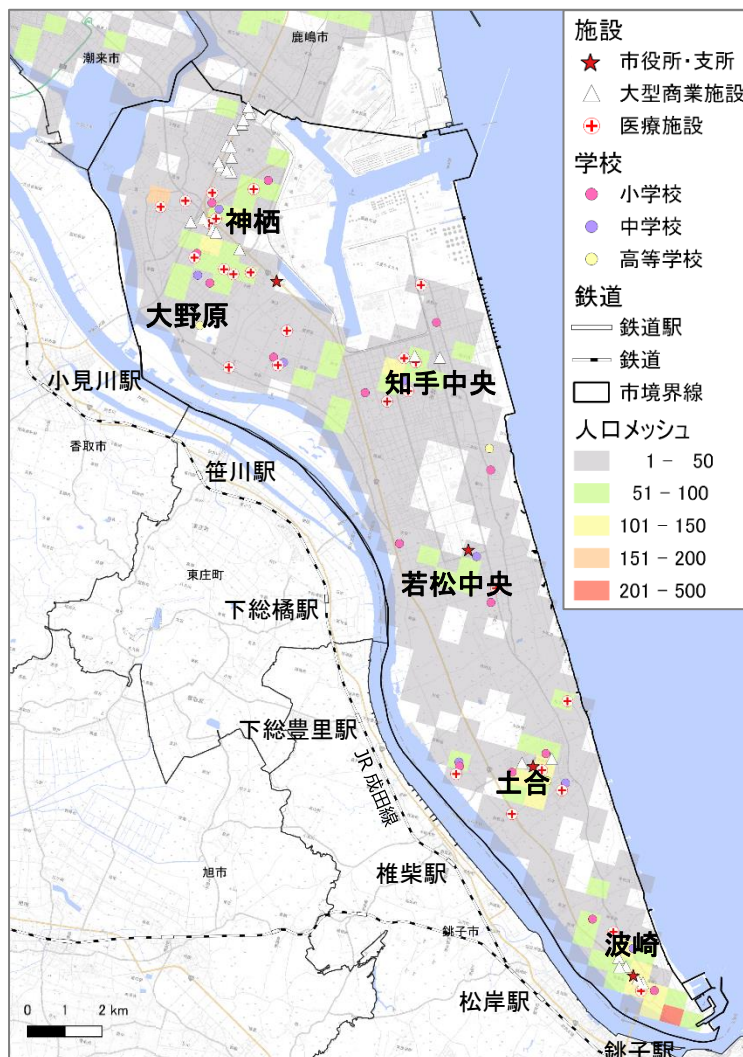 鹿嶋市
潮来市
神栖
大野原
知手中央
小見川駅
香取市
笹川駅
東庄町
若松中央
下総橘駅
下総豊里駅
JR成田線
土合
椎柴駅
旭市
銚子市
波崎
松岸駅
銚子駅
0 1 2 km
施設
市役所・支所
大型商業施設
医療施設
学校
小学校
中学校
高等学校
鉄道
鉄道駅
鉄道
市境界線
人口メッシュ
1 － 50
51 － 100
101 － 150
151 － 200
201 － 500